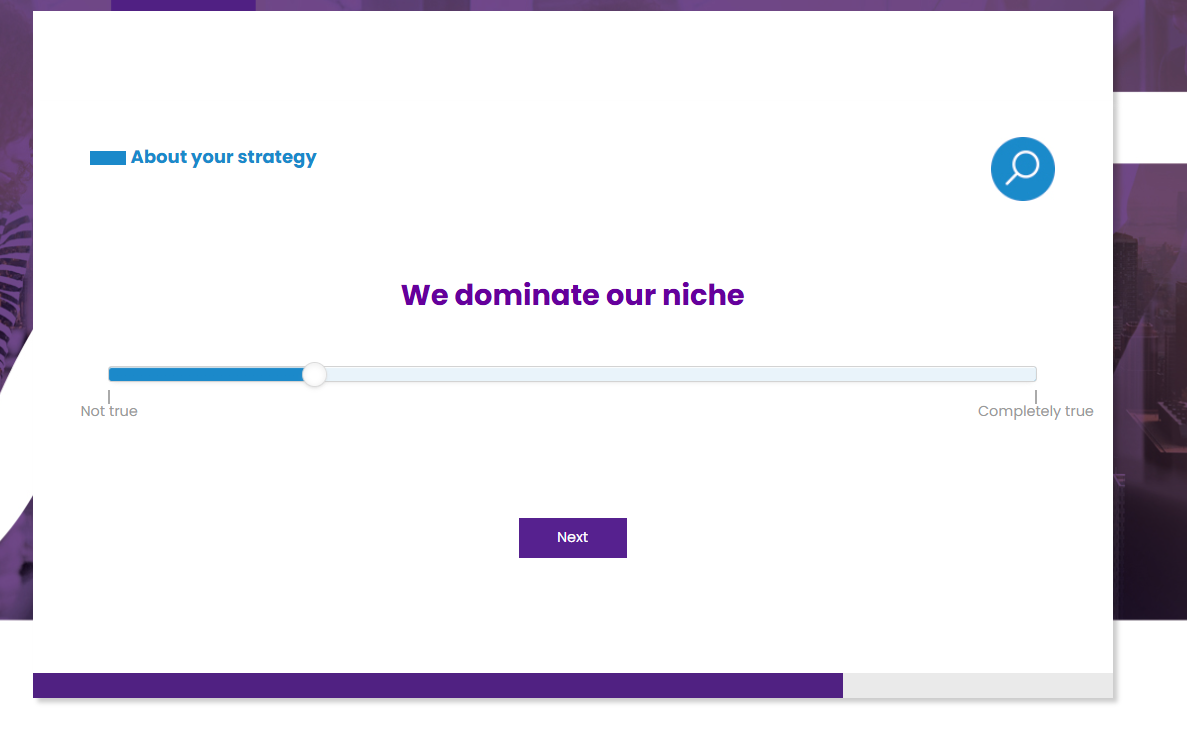 About your strategy
We dominate our niche
Not true
Completely true
Next